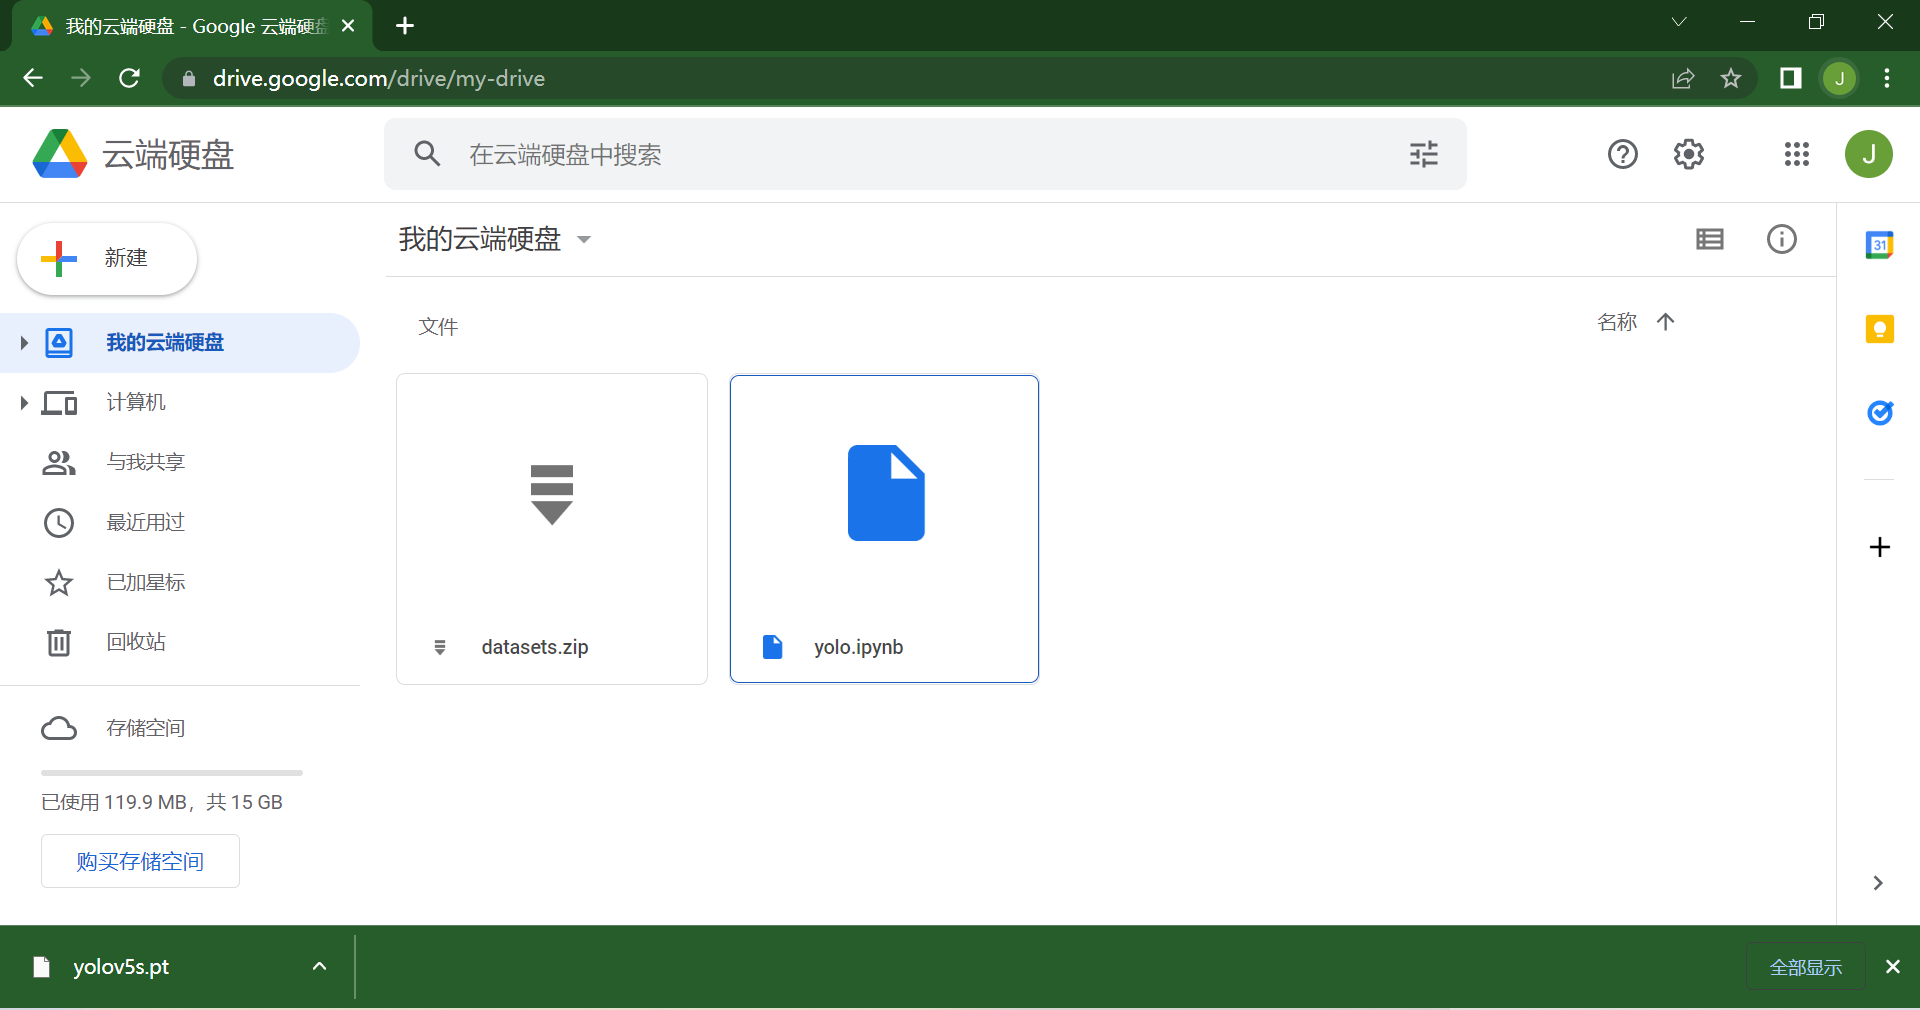 我的云端硬盘 - Google 云端硬盘
drive.google.com/drive/my-drive
J
云端硬盘
在云端硬盘中搜索
J
新建
我的云端硬盘
31
我的云端硬盘
计算机
与我共享
最近用过
已加星标
回收站
存储空间
已使用 119.9 MB，共 15 GB
购买存储空间
文件
名称
datasets.zip
yolo.ipynb
yolov5s.pt
全部显示